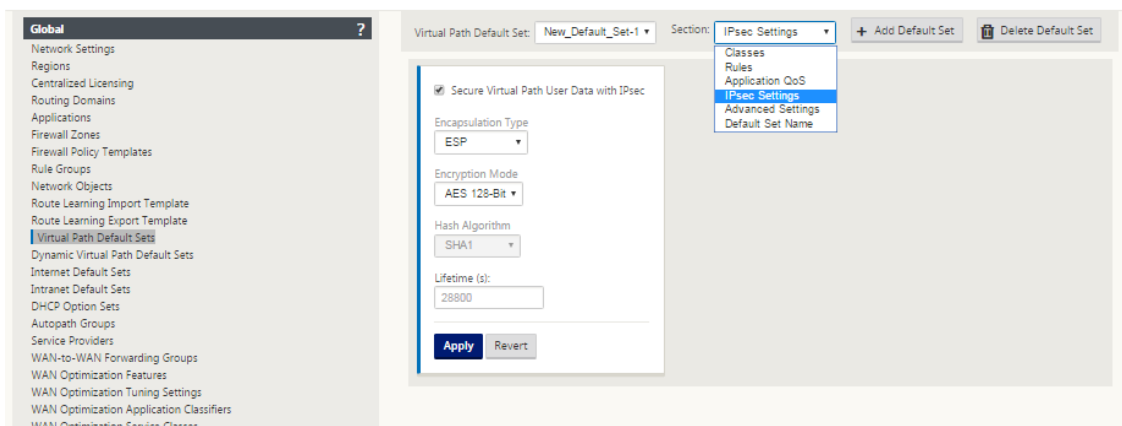 Global ?
Network Settings
Regions
Centralized Licensing
Routing Domains
Applications
Firewall Zones
Firewall Policy Templates
Rule Groups
Network Objects
Route Learning Import Template
Route Learning Export Template
Virtual Path Default Sets
Dynamic Virtual Path Default Sets
Internet Default Sets
Intranet Default Sets
DHCP Option Sets
Autopath Groups
Service Providers
WAN-to-WAN Forwarding Groups
WAN Optimization Features
WAN Optimization Tuning Settings
WAN Optimization Application Classifiers
WAN Optimization Service Classes
Virtual Path Default Set: New_Default_Set-1 Section: IPsec Settings + Add Default Set Delete Default Set
Classes
Rules
Application QoS
IPsec Settings
Advanced Settings
Default Set Name
Secure Virtual Path User Data with IPsec
Encapsulation Type
ESP
Encryption Mode
AES 128-Bit
Hash Algorithm
SHA1
Lifetime (s):
28800
Apply Revert